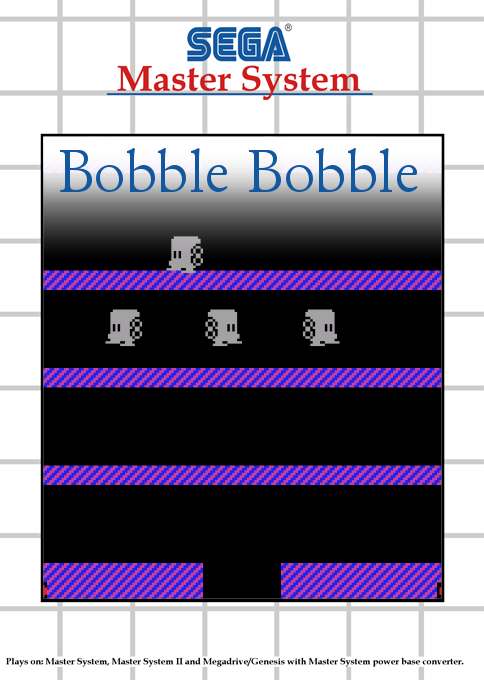 SEGA®
Master System
Bobble Bobble
Plays on: Master System, Master System II and Megadrive/Genesis with Master System power base converter.